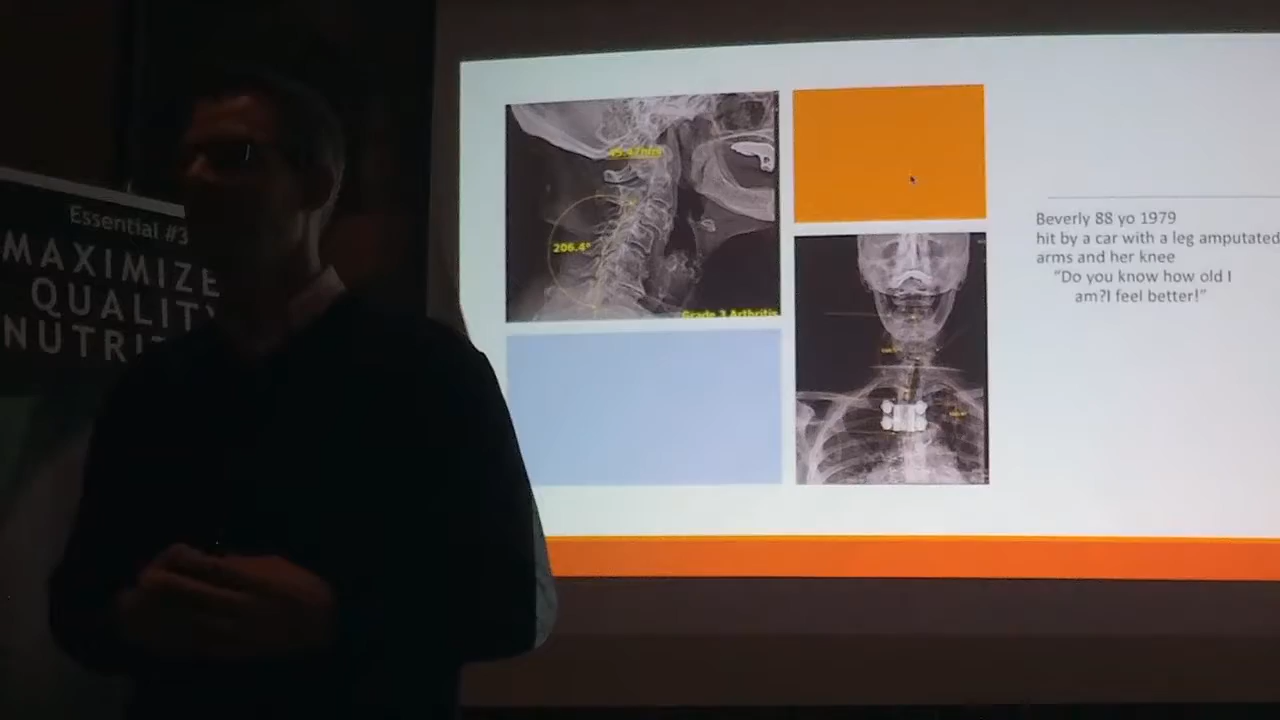 Essential #3
MAXIMIZE
QUALITY
NUTRI
206.4°
Grade 3 Arthritis
Beverly 88 yo 1979
hit by a car with a leg amputated
arms and her knee
“Do you know how old I
am?I feel better!”